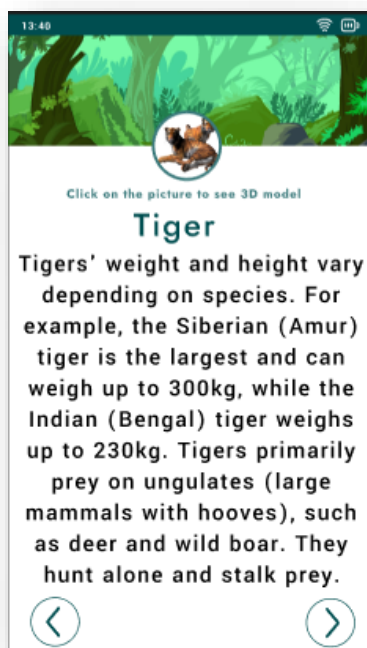 13:40
Click on the picture to see 3D model
Tiger
Tigers' weight and height vary
depending on species. For
example, the Siberian (Amur)
tiger is the largest and can
weigh up to 300kg, while the
Indian (Bengal) tiger weighs
up to 230kg. Tigers primarily
prey on ungulates (large
mammals with hooves), such
as deer and wild boar. They
hunt alone and stalk prey.